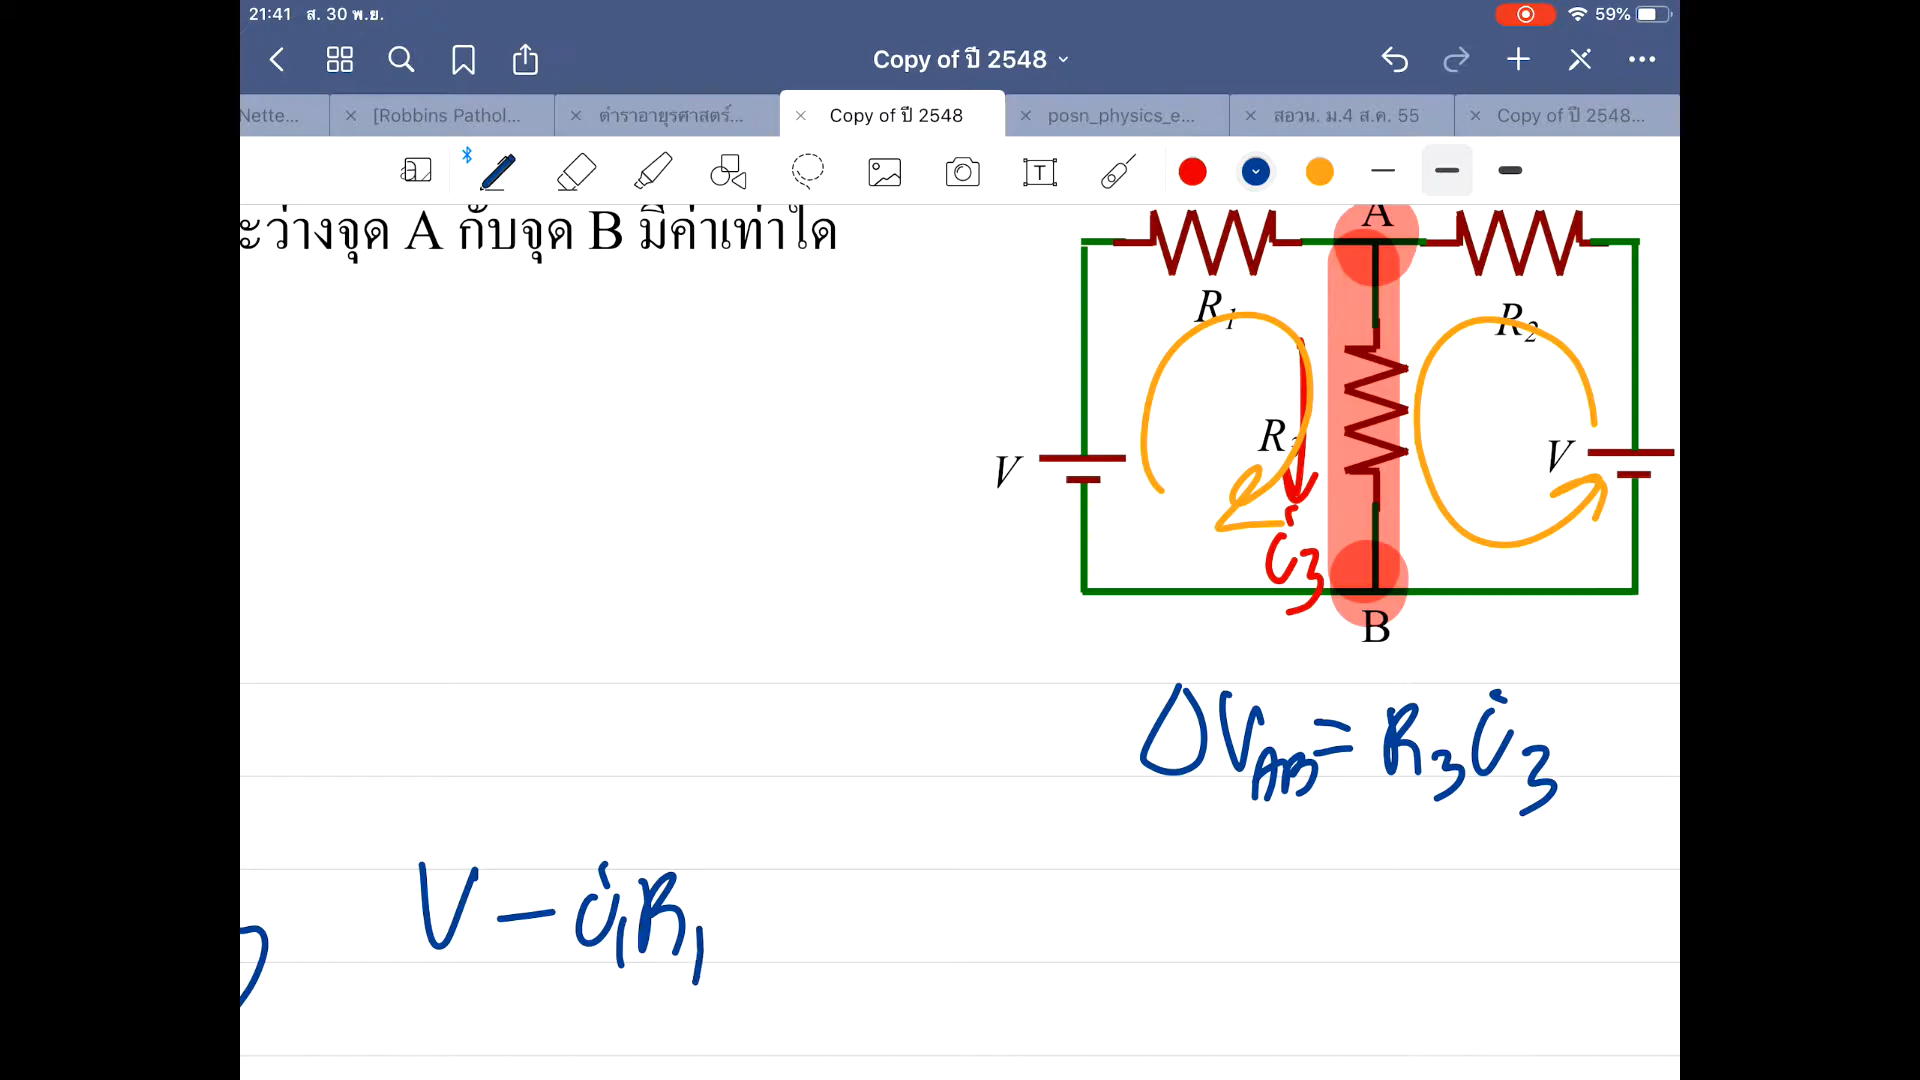 21:41 ส. 30 พ.ย. 59%
Copy of ปี 2548
Nette... [Robbins Pathol... ตำราอายุรศาสตร์... Copy of ปี 2548 posn_physics_e... สอวน. ม.4 ส.ค. 55 Copy of ปี 2548...
T
ะว่างจุด A กับจุด B มีค่าเท่าใด
A
R1 R2
R3
V V
i3
B
ΔVAB = R3i3
V - i1R1